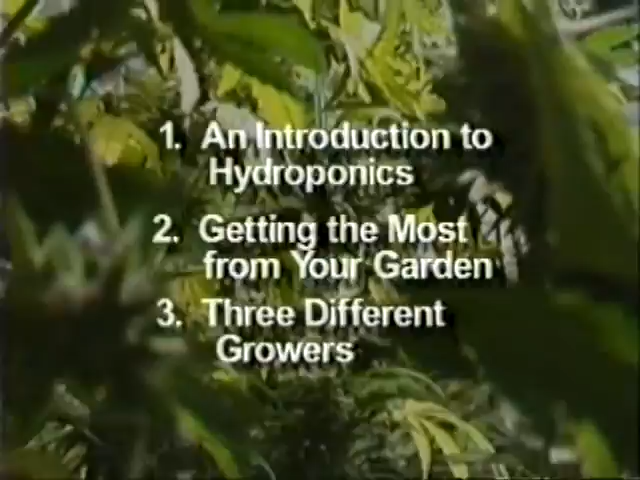 1. An Introduction to
Hydroponics
2. Getting the Most
from Your Garden
3. Three Different
Growers